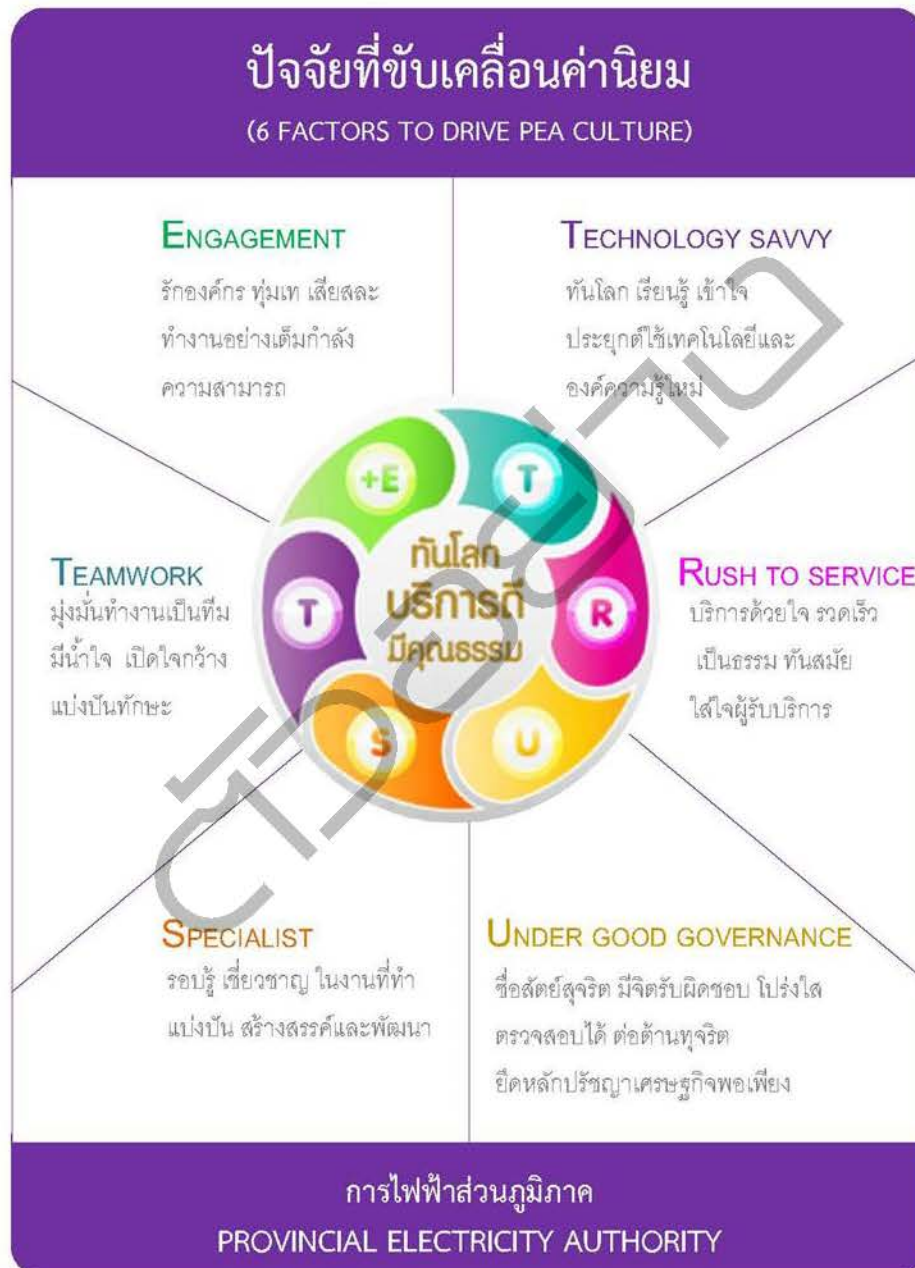 ปัจจัยที่ขับเคลื่อนค่านิยม
(6 FACTORS TO DRIVE PEA CULTURE)
ENGAGEMENT
รักองค์กร ทุ่มเท เสียสละ
ทำงานอย่างเต็มกำลัง
ความสามารถ
TECHNOLOGY SAVVY
ทันโลก เรียนรู้ เข้าใจ
ประยุกต์ใช้เทคโนโลยีและ
องค์ความรู้ใหม่
+E
T
TEAMWORK
มุ่งมั่นทำงานเป็นทีม
มีน้ำใจ เปิดใจกว้าง
แบ่งปันทักษะ
T
ทันโลก
บริการดี
มีคุณธรรม
R
RUSH TO SERVICE
บริการด้วยใจ รวดเร็ว
เป็นธรรม ทันสมัย
ใส่ใจผู้รับบริการ
S
U
SPECIALIST
รอบรู้ เชี่ยวชาญ ในงานที่ทำ
แบ่งปัน สร้างสรรค์และพัฒนา
UNDER GOOD GOVERNANCE
ซื่อสัตย์สุจริต มีจิตรับผิดชอบ โปร่งใส
ตรวจสอบได้ ต่อต้านทุจริต
ยึดหลักปรัชญาเศรษฐกิจพอเพียง
การไฟฟ้าส่วนภูมิภาค
PROVINCIAL ELECTRICITY AUTHORITY
ตัวอย่าง